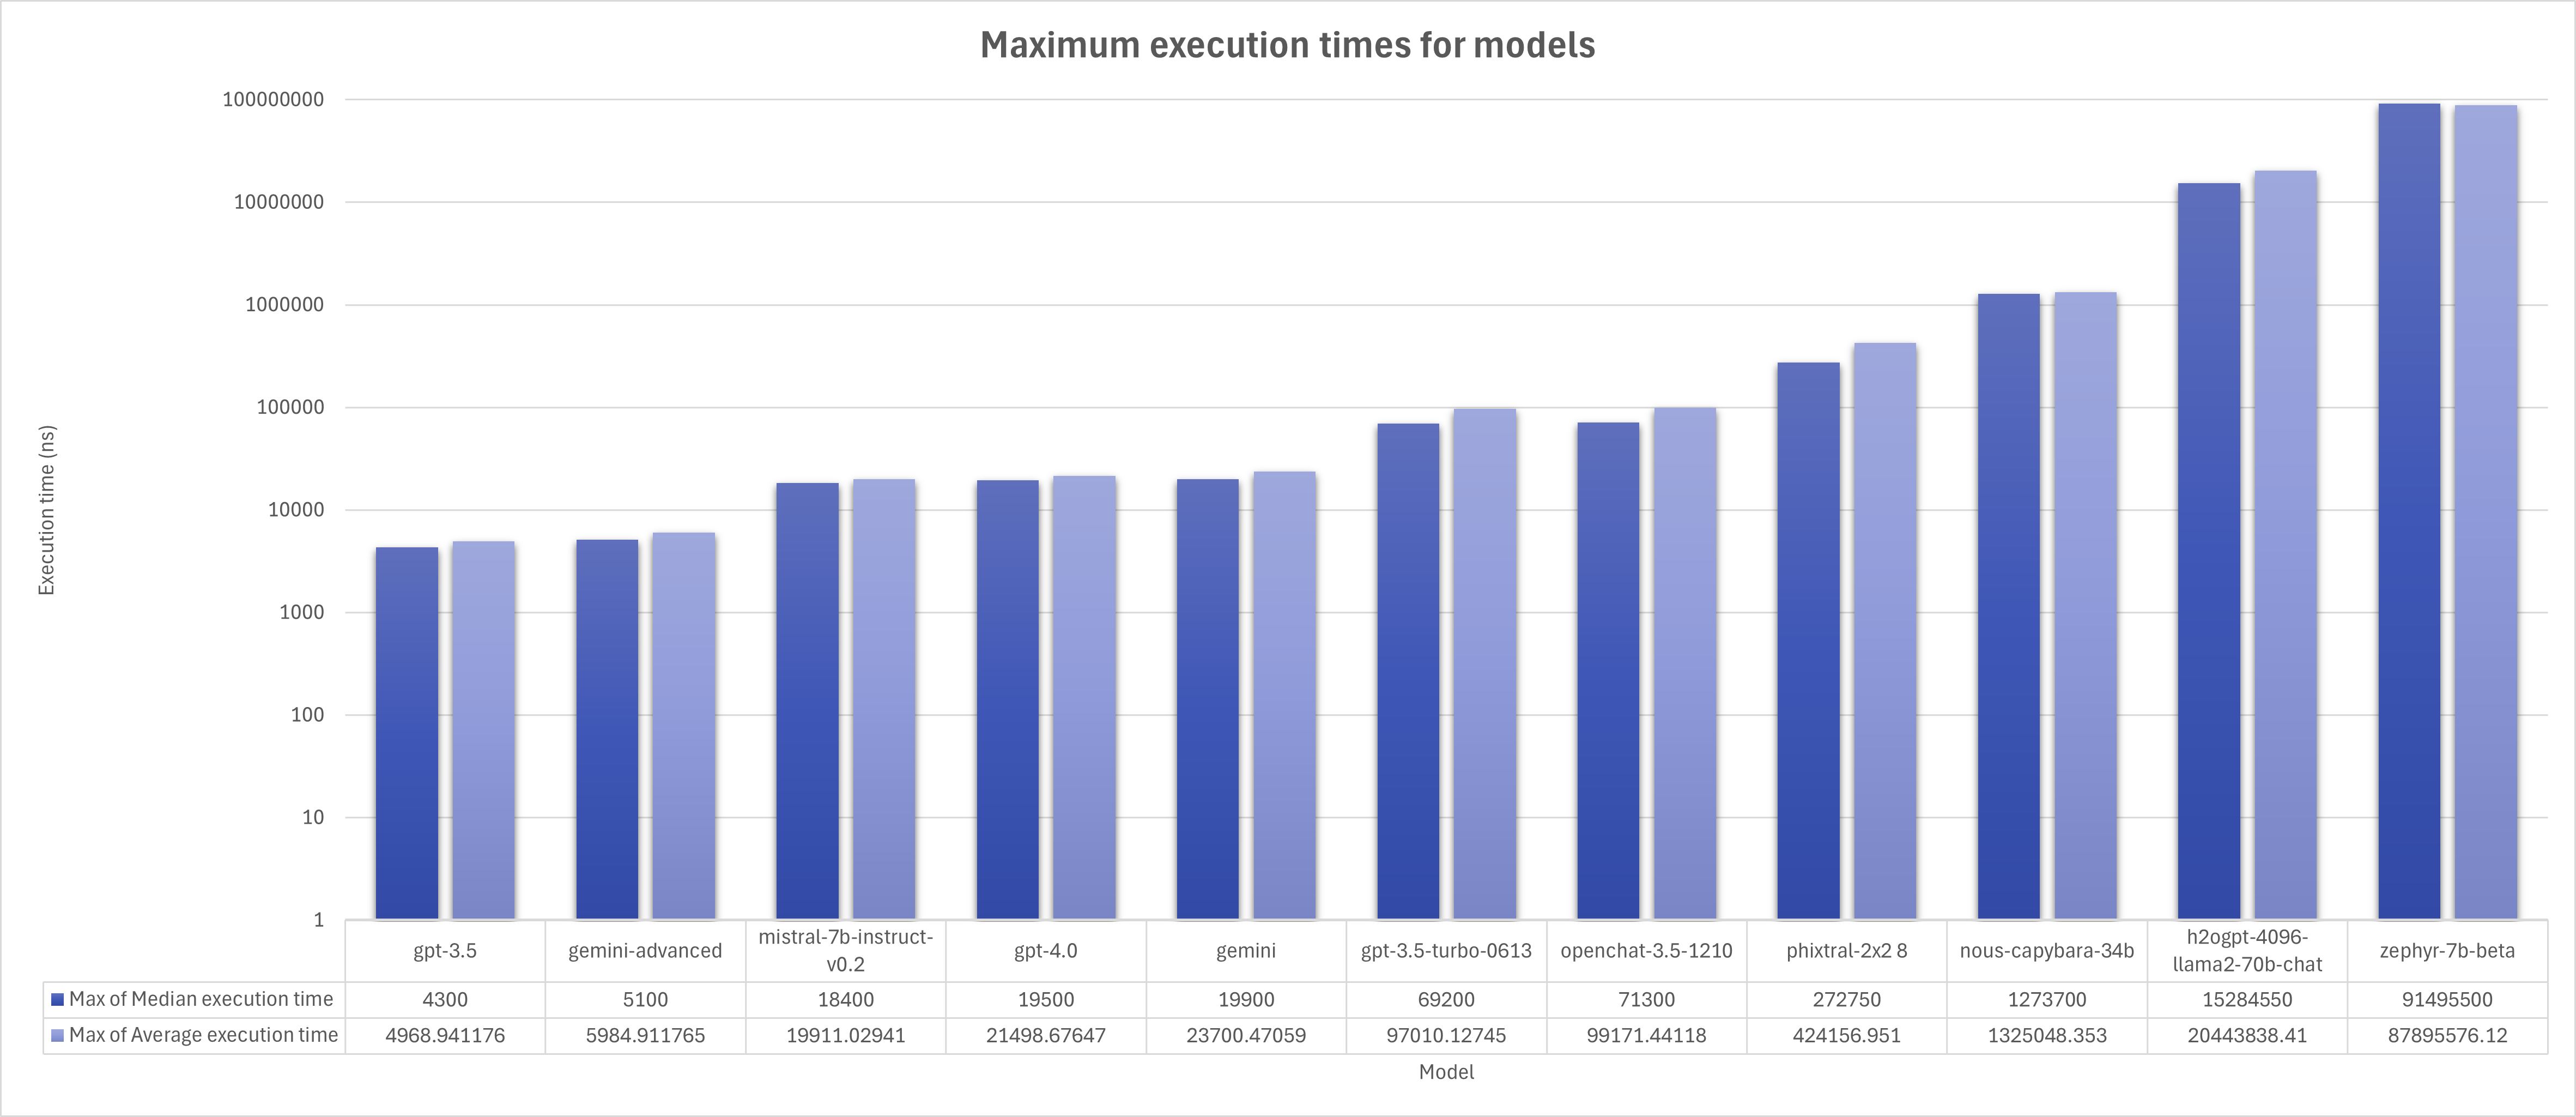 Maximum execution times for models
100000000
10000000
1000000
100000
10000
1000
100
10
1
Execution time (ns)
gpt-3.5 gemini-advanced mistral-7b-instruct- gpt-4.0 gemini gpt-3.5-turbo-0613 openchat-3.5-1210 phixtral-2x2 8 nous-capybara-34b h2ogpt-4096- zephyr-7b-beta
v0.2 llama2-70b-chat
Max of Median execution time 4300 5100 18400 19500 19900 69200 71300 272750 1273700 15284550 91495500
Max of Average execution time 4968.941176 5984.911765 19911.02941 21498.67647 23700.47059 97010.12745 99171.44118 424156.951 1325048.353 20443838.41 87895576.12
Model